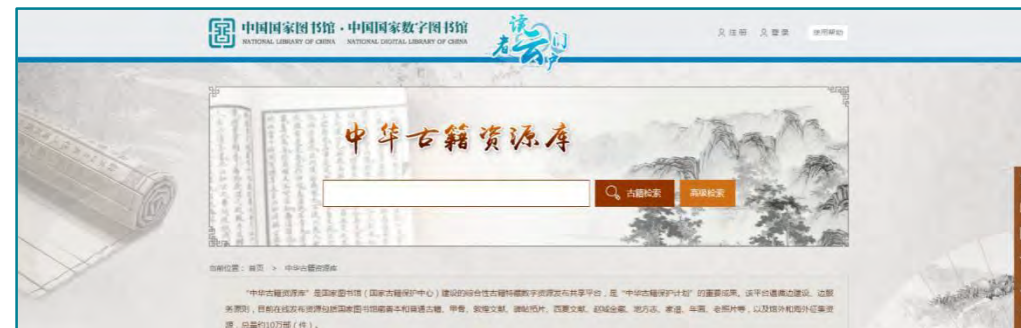 中国国家图书馆·中国国家数字图书馆
NATIONAL LIBRARY OF CHINA NATIONAL DIGITAL LIBRARY OF CHINA
读者云门户
注册 登录 使用帮助
中华古籍资源库
古籍检索 高级检索
当前位置：首页 > 中华古籍资源库
“中华古籍资源库”是国家图书馆（国家古籍保护中心）建设的综合性古籍特藏数字资源发布共享平台，是“中华古籍保护计划”的重要成果。该平台遵循边建设、边服
务原则，目前在线发布资源包括国家图书馆藏善本和普通古籍、甲骨、敦煌文献、碑帖拓片、西夏文献、赵城金藏、地方志、家谱、年画、老照片等，以及馆外和海外征集资
源，总量约10万部（件）。